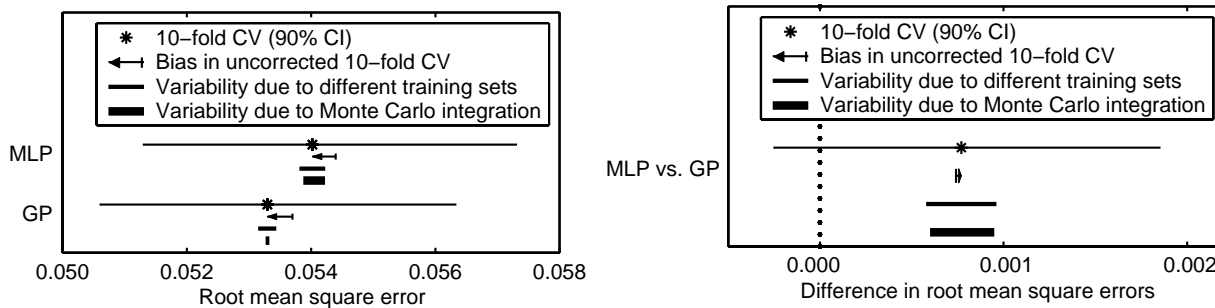 10−fold CV (90% CI)
Bias in uncorrected 10−fold CV
Variability due to different training sets
Variability due to Monte Carlo integration
MLP
GP
0.050 0.052 0.054 0.056 0.058
Root mean square error
10−fold CV (90% CI)
Bias in uncorrected 10−fold CV
Variability due to different training sets
Variability due to Monte Carlo integration
MLP vs. GP
0.000 0.001 0.002
Difference in root mean square errors